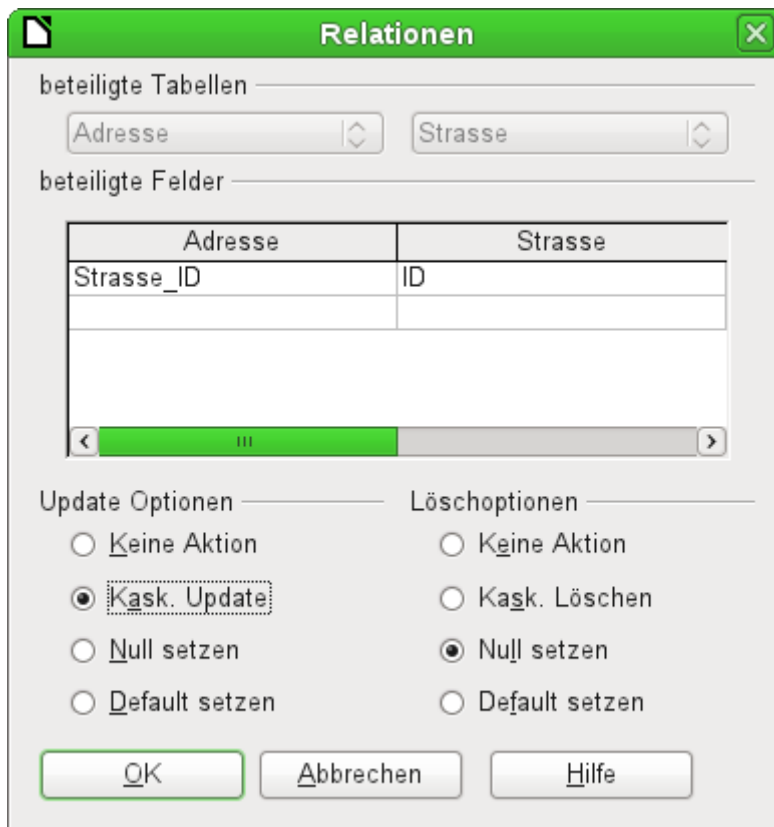 Relationen
beteiligte Tabellen
Adresse Strasse
beteiligte Felder
Adresse Strasse
Strasse_ID ID
Update Optionen Löschoptionen
Keine Aktion Keine Aktion
Kask. Update Kask. Löschen
Null setzen Null setzen
Default setzen Default setzen
OK Abbrechen Hilfe